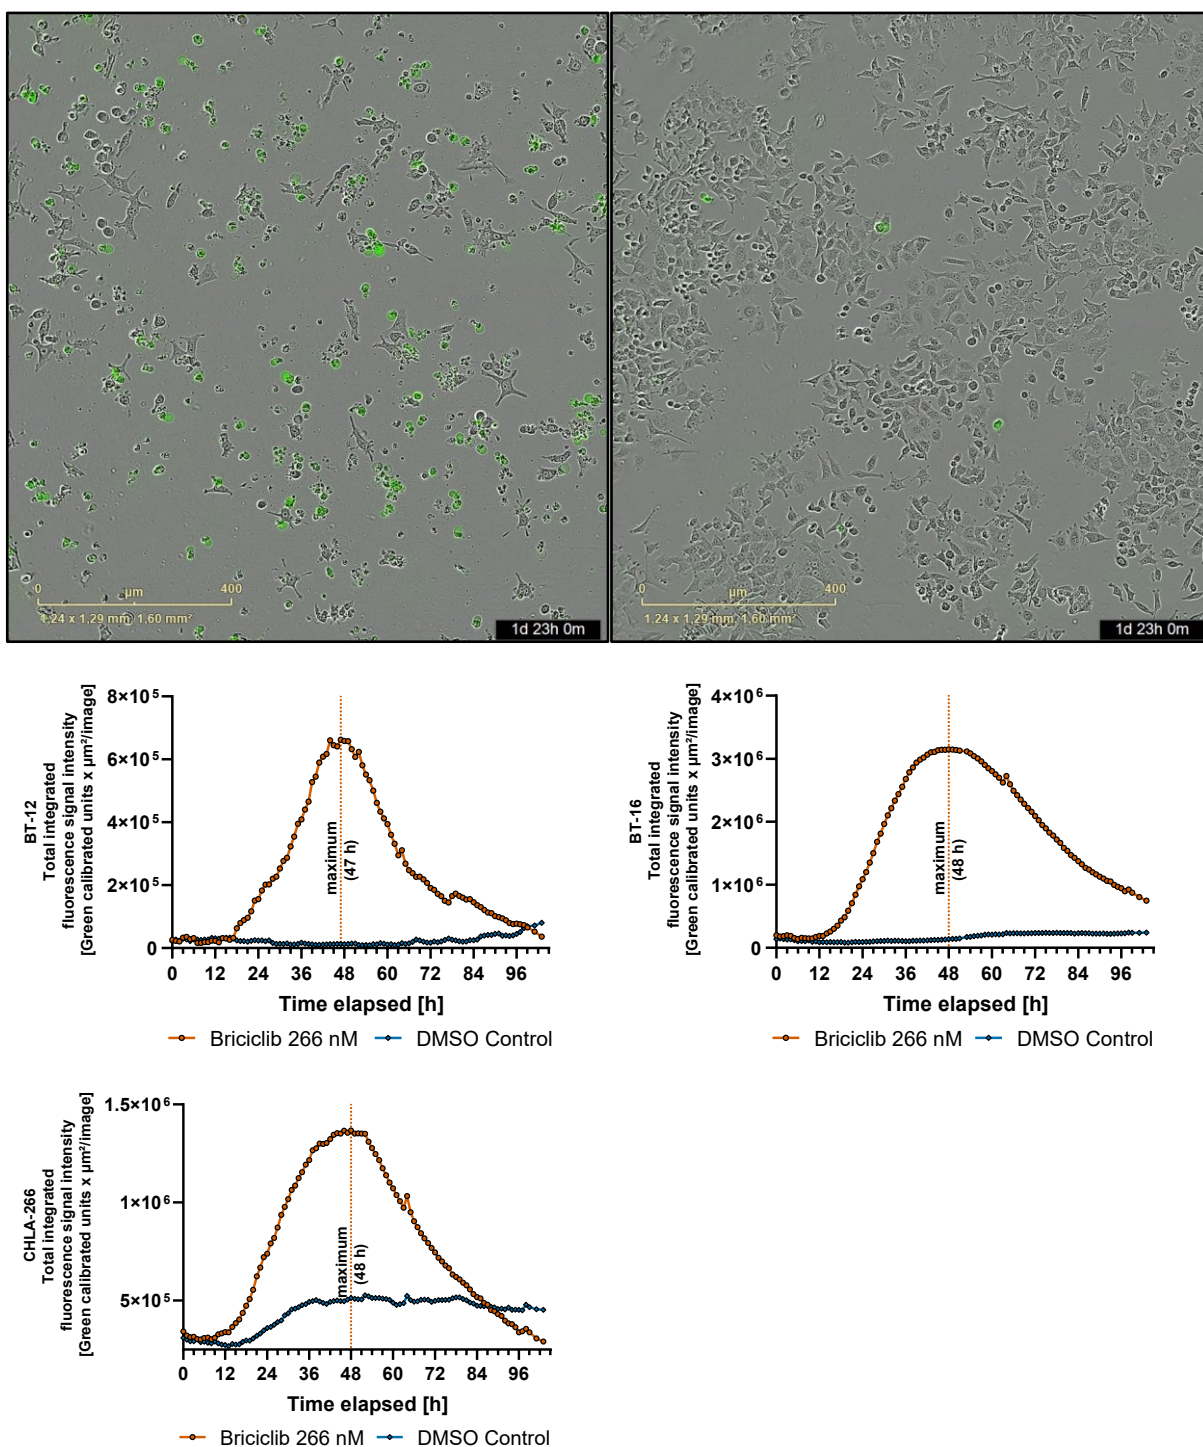 0 µm 400
1,24 x 1,29 mm, 1,60 mm²
1d 23h 0m
0 µm 400
1,24 x 1,29 mm, 1,60 mm²
1d 23h 0m
BT-12
Total integrated
fluorescence signal intensity
[Green calibrated units x µm²/image]
8×10⁵
6×10⁵
4×10⁵
2×10⁵
0
maximum
(47 h)
0 12 24 36 48 60 72 84 96
Time elapsed [h]
Briciclib 266 nM DMSO Control
BT-16
Total integrated
fluorescence signal intensity
[Green calibrated units x µm²/image]
4×10⁶
3×10⁶
2×10⁶
1×10⁶
0
maximum
(48 h)
0 12 24 36 48 60 72 84 96
Time elapsed [h]
Briciclib 266 nM DMSO Control
CHLA-266
Total integrated
fluorescence signal intensity
[Green calibrated units x µm²/image]
1.5×10⁶
1×10⁶
5×10⁵
maximum
(48 h)
0 12 24 36 48 60 72 84 96
Time elapsed [h]
Briciclib 266 nM DMSO Control